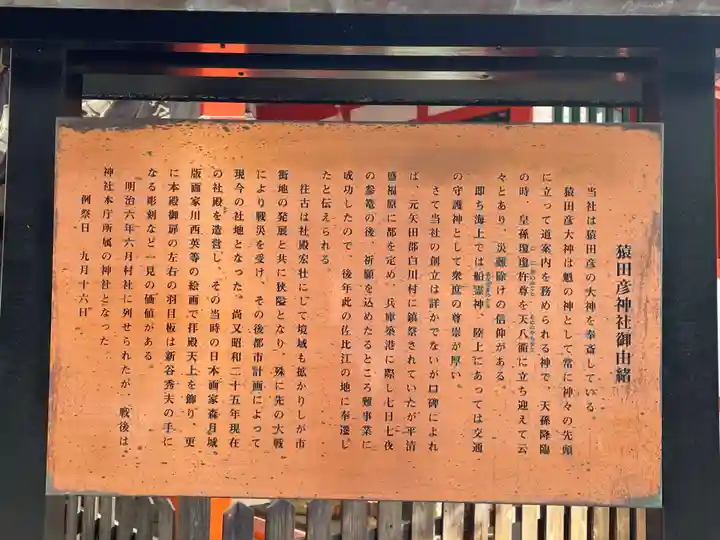 猿田彦神社御由緒
当社は猿田彦の大神を奉斎している。
猿田彦大神は魁の神として常に神々の先頭
に立って道案内を務められる神で、天孫降臨
の時、皇孫瓊瓊杵尊を天八衢に立ち迎えて云
々とあり、災難除けの信仰がある。
即ち海上では船霊神、陸上にあっては交通
の守護神として衆庶の尊崇が厚い。
さて当社の創立は詳かでないが口碑によれ
ば、元矢田部白川村に鎮祭されていたが平清
盛福原に都を定め、兵庫築港に際し七日七夜
の参篭の後、祈願を込めたるところ難事業に
成功したので、後年此の佐比江の地に奉遷し
たと伝えられる。
往古は社殿宏壮にして境域も拡かりしが市
街地の発展と共に狭隘となり、殊に先の大戦
により戦災を受け、その後都市計画によって
現今の社地となった。尚又昭和二十五年現在
の社殿を造営し、その当時の日本画家森月城
版画家川西英等の絵画で拝殿天上を飾り、更
に本殿御扉の左右の羽目板は新谷秀夫の手に
なる彫刻など一見の価値がある。
明治六年六月村社に列せられたが、戦後は
神社本庁所属の神社となった
例祭日　九月十六日